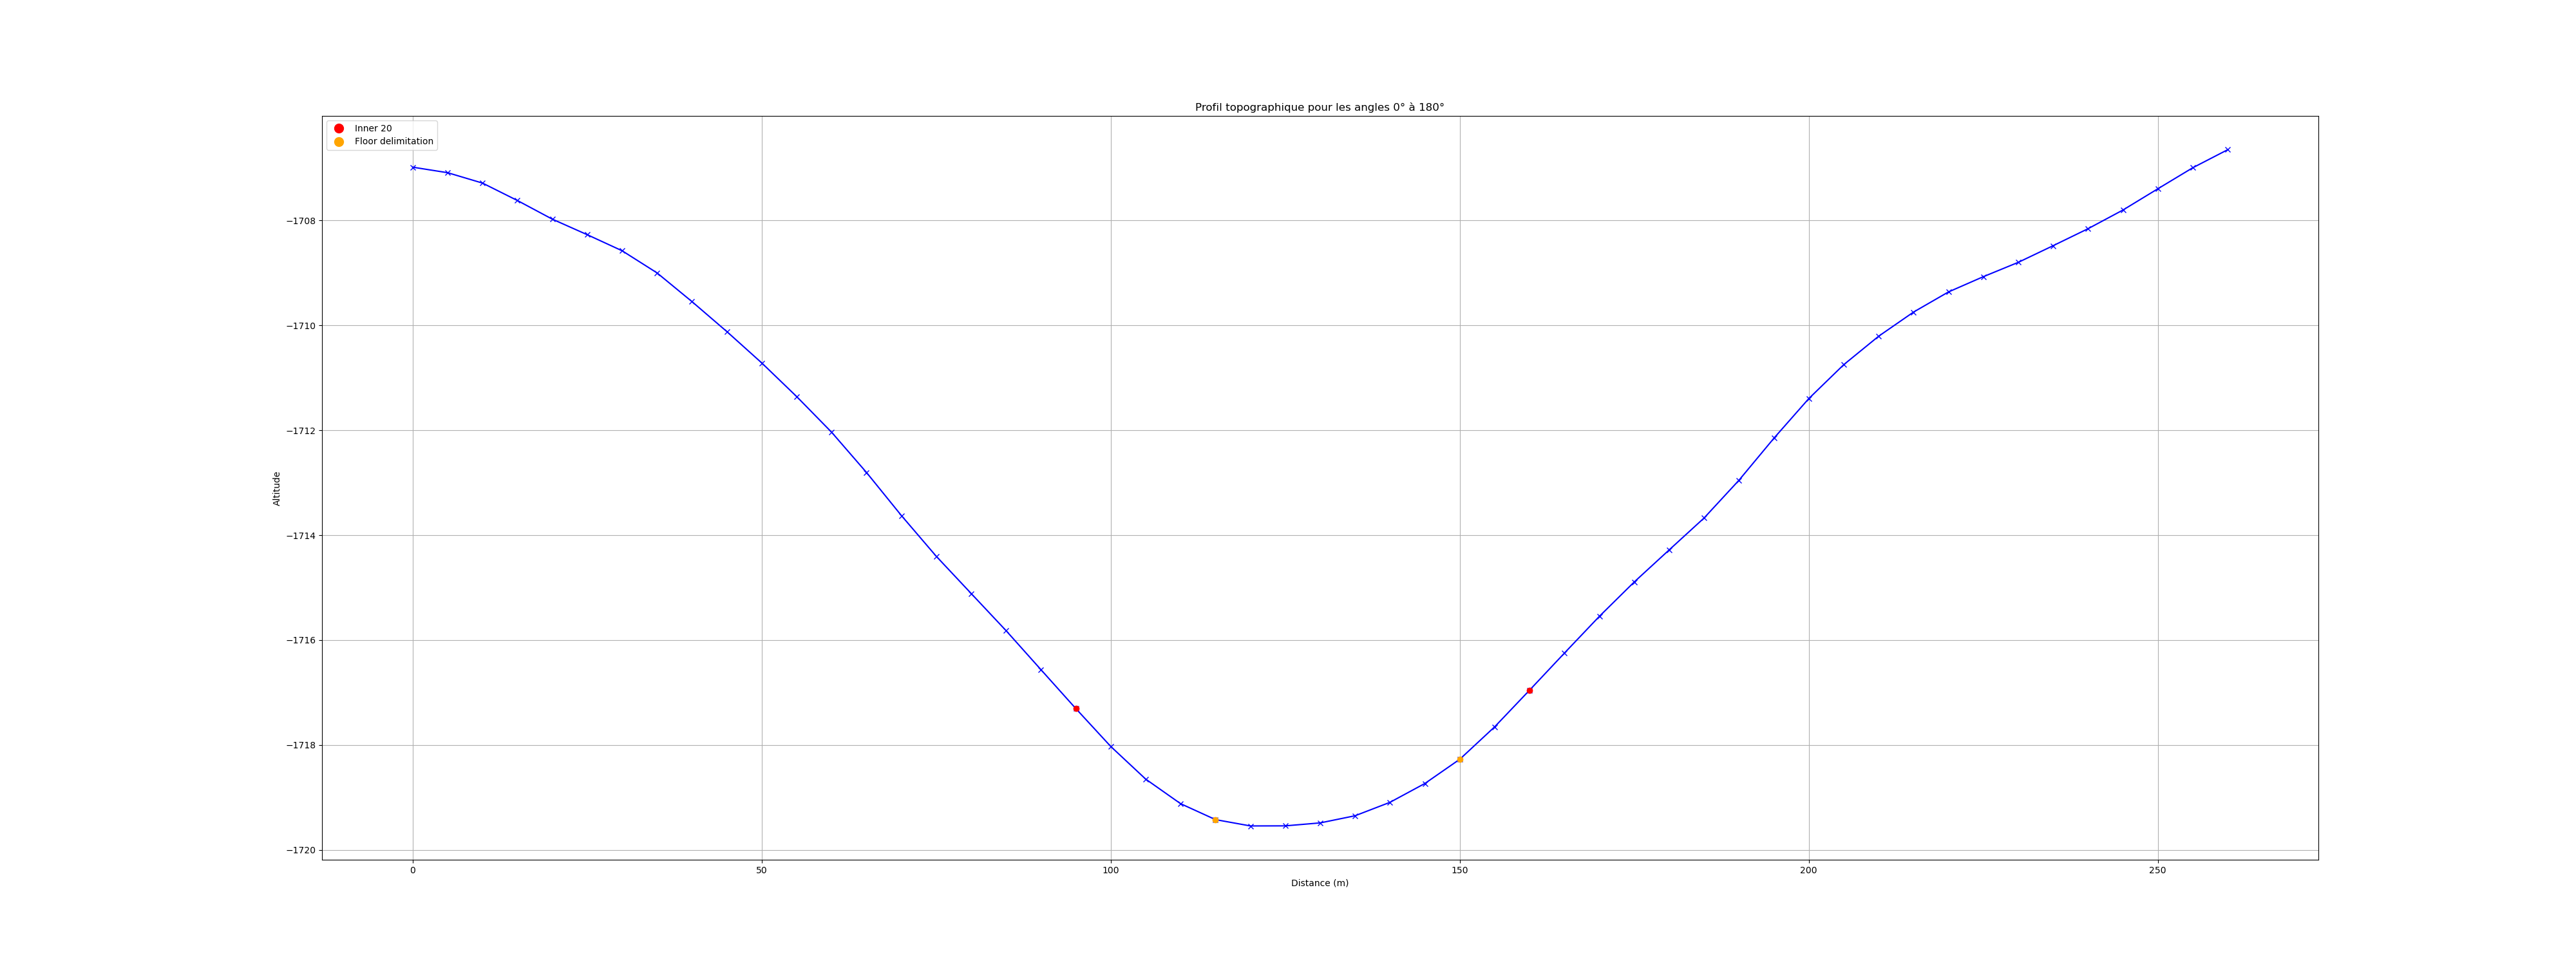 Profil topographique pour les angles 0° à 180°
Inner 20
Floor delimitation
−1708
−1710
−1712
−1714
−1716
−1718
−1720
Altitude
0
50
100
150
200
250
Distance (m)